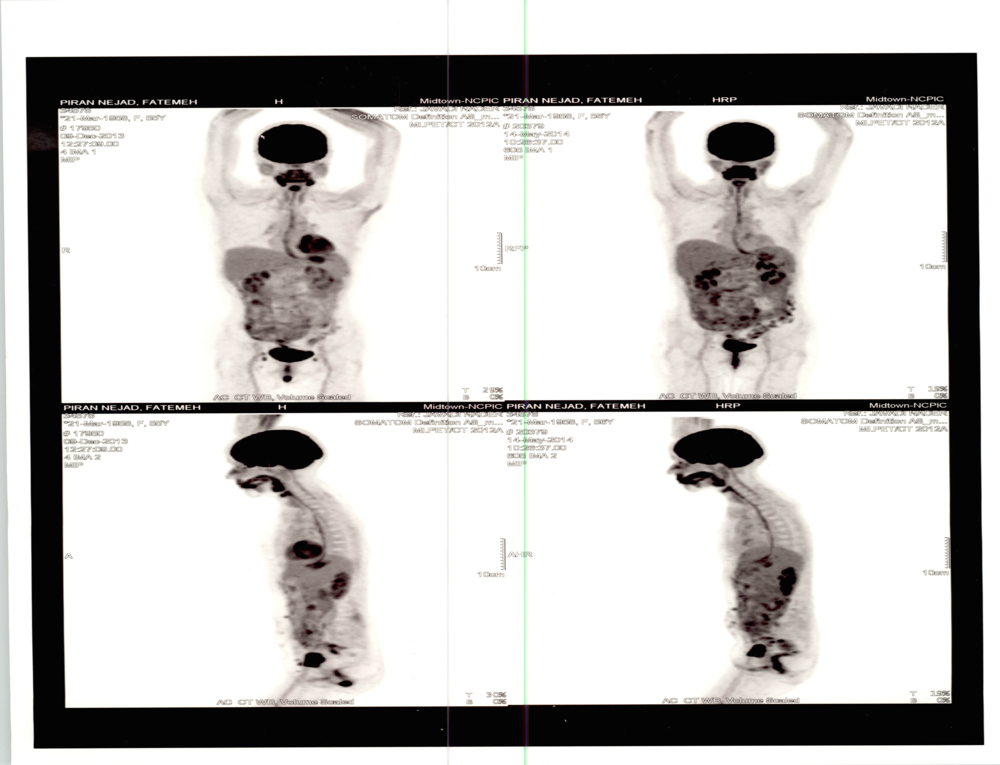 PIRAN NEJAD, FATEMEH H Midtown-NCPIC
34578 Ref.: JAVADI NADER
*21-Mar-1958, F, 55Y SOMATOM Definition AS_m...
# 17950 MI.PET/CT 2012A
09-Dec-2013
12:27:09.00
4 IMA 1
MIP
R
10cm
T 29%
B 0%
AC CT WB, Volume Scaled
PIRAN NEJAD, FATEMEH HRP Midtown-NCPIC
34578 Ref.: JAVADI NADER
*21-Mar-1958, F, 56Y SOMATOM Definition AS_m...
# 20379 MI.PET/CT 2012A
14-May-2014
10:26:37.00
605 IMA 1
MIP
RFP
10cm
T 19%
B 0%
AC CT WB, Volume Scaled
PIRAN NEJAD, FATEMEH H Midtown-NCPIC
34578 Ref.: JAVADI NADER
*21-Mar-1958, F, 55Y SOMATOM Definition AS_m...
# 17950 MI.PET/CT 2012A
09-Dec-2013
12:27:09.00
4 IMA 2
MIP
A
10cm
T 30%
B 0%
AC CT WB, Volume Scaled
PIRAN NEJAD, FATEMEH HRP Midtown-NCPIC
34578 Ref.: JAVADI NADER
*21-Mar-1958, F, 56Y SOMATOM Definition AS_m...
# 20379 MI.PET/CT 2012A
14-May-2014
10:26:37.00
605 IMA 2
MIP
AHR
10cm
T 19%
B 0%
AC CT WB, Volume Scaled